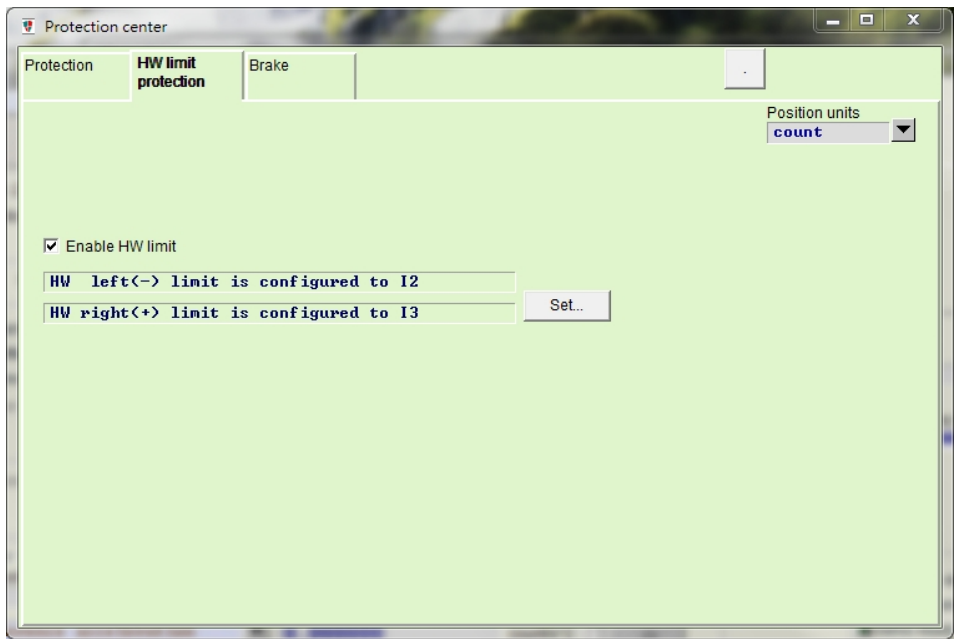 Protection center
Protection
HW limit
protection
Brake
.
Position units
count
Enable HW limit
HW  left(-) limit is configured to I2
HW right(+) limit is configured to I3
Set...